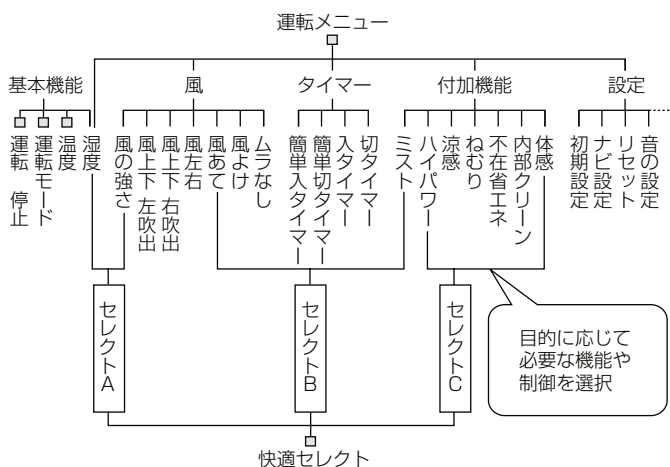 運転メニュー
基本機能
風
タイマー
付加機能
設定
運転 停止
運転モード
温度
湿度
風の強さ
風上下 左吹出
風上下 右吹出
風左右
風あて
風よけ
ムラなし
簡単入タイマー
簡単切タイマー
入タイマー
切タイマー
ミスト
ハイパワー
涼感
ねむり
不在省エネ
内部クリーン
体感
初期設定
ナビ設定
リセット
音の設定
セレクトA
セレクトB
セレクトC
目的に応じて
必要な機能や
制御を選択
快適セレクト